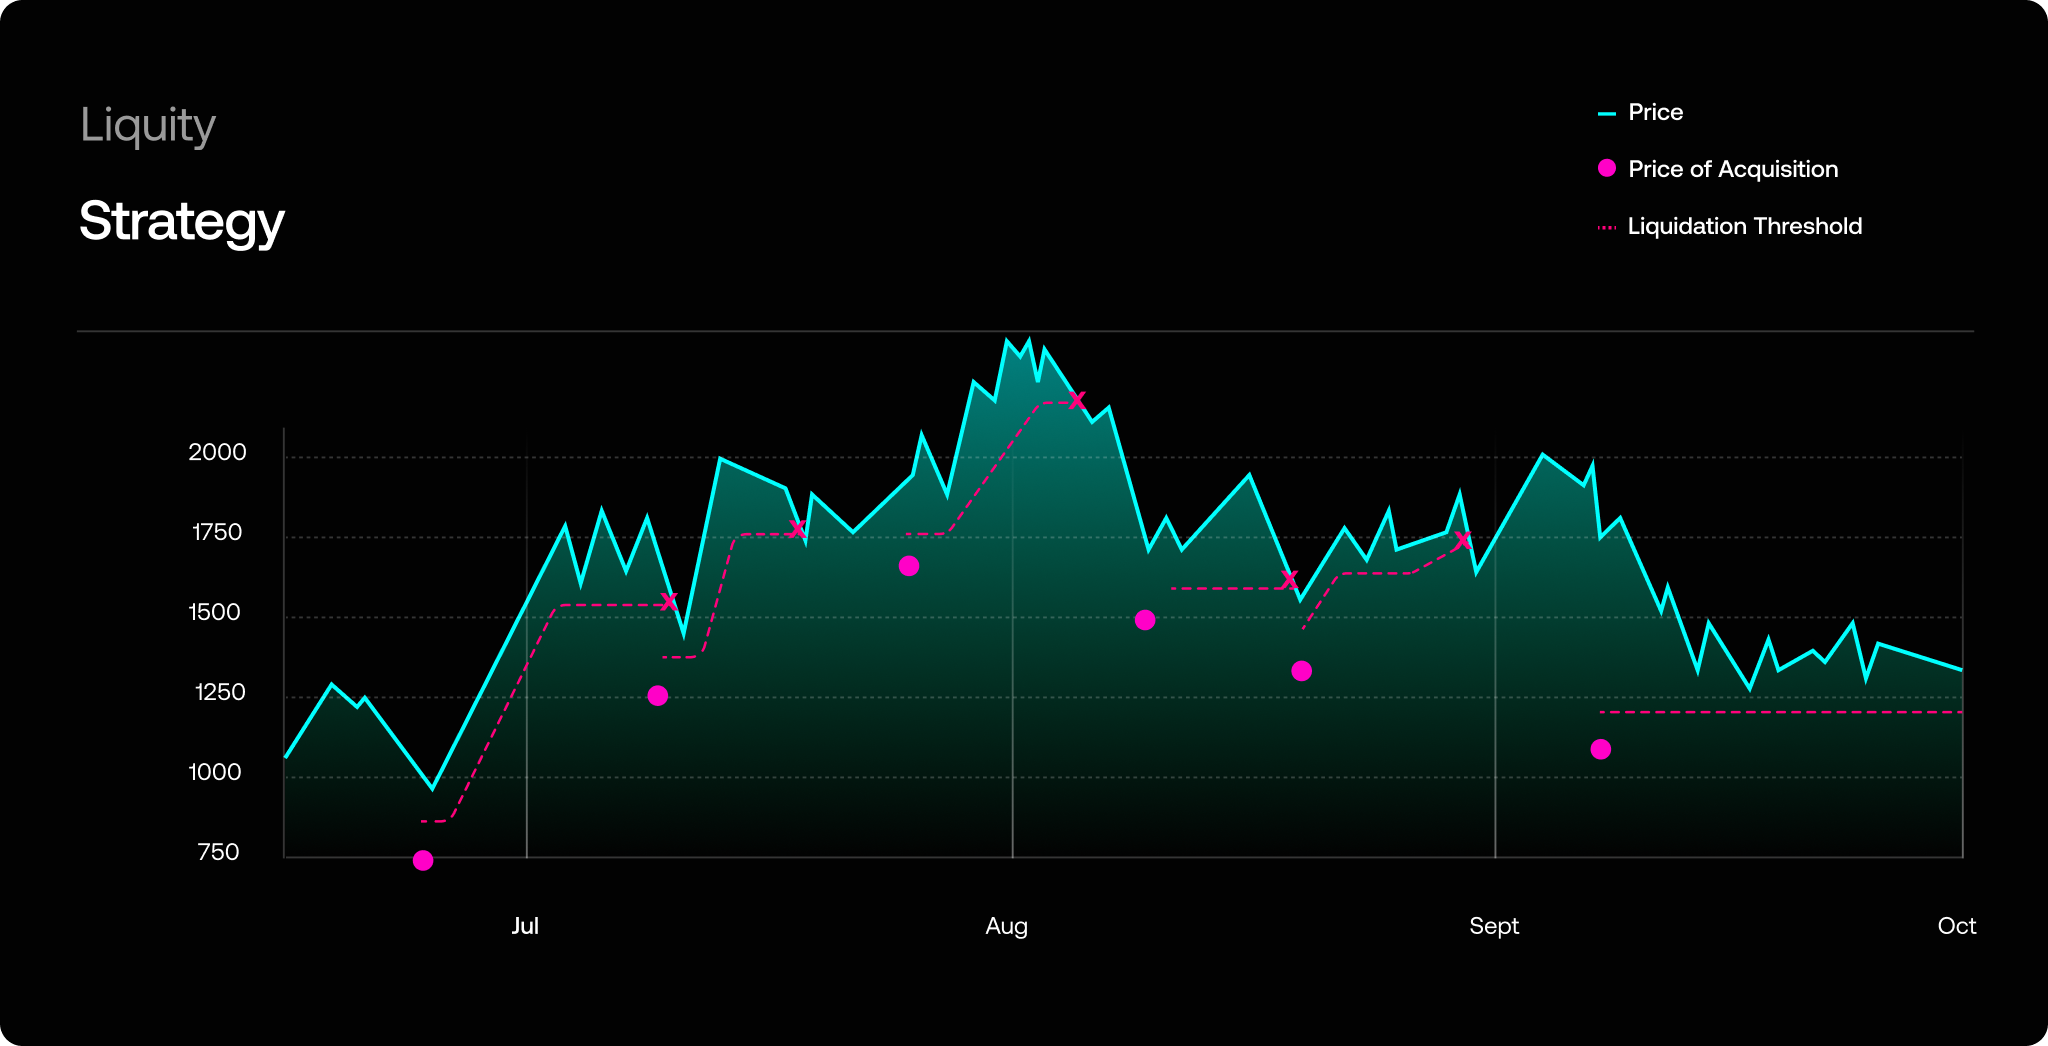 Liquity
Strategy
Price
Price of Acquisition
Liquidation Threshold
2000
1750
1500
1250
1000
750
Jul Aug Sept Oct